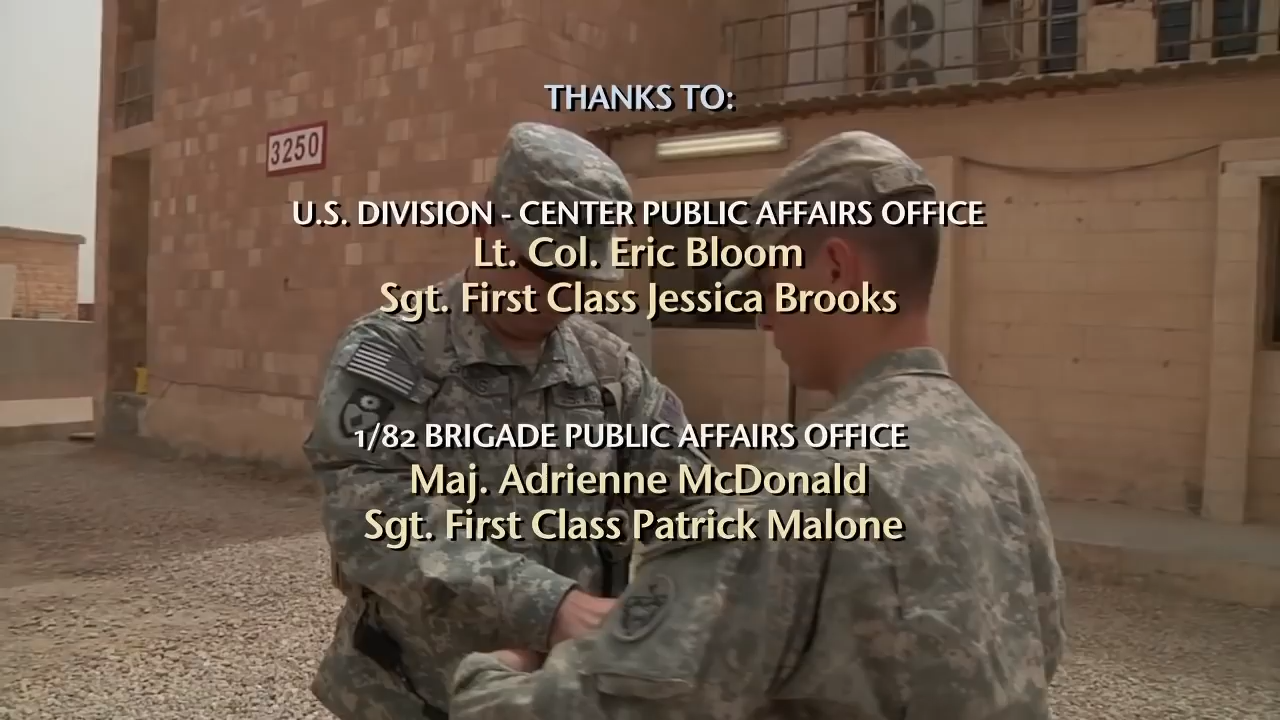 THANKS TO:
3250
U.S. DIVISION - CENTER PUBLIC AFFAIRS OFFICE
Lt. Col. Eric Bloom
Sgt. First Class Jessica Brooks
1/82 BRIGADE PUBLIC AFFAIRS OFFICE
Maj. Adrienne McDonald
Sgt. First Class Patrick Malone